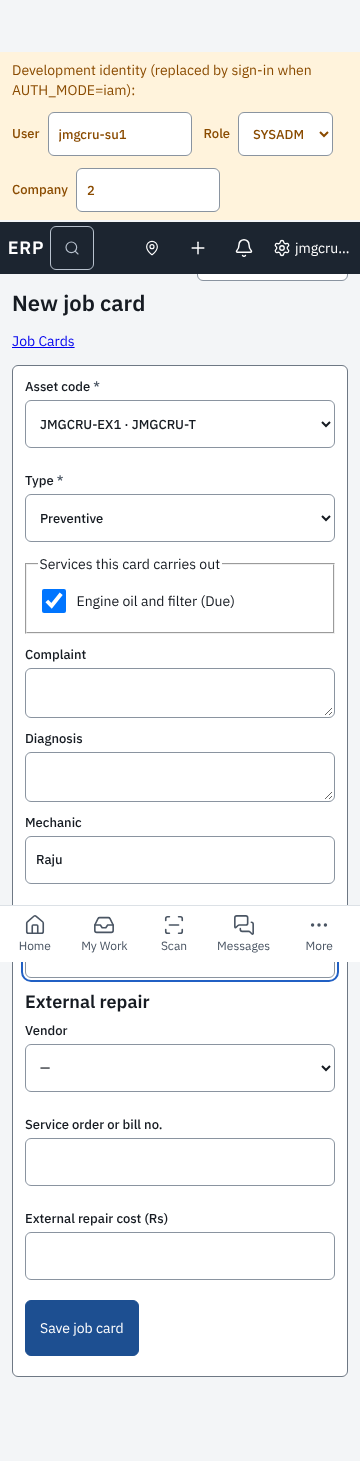 Development identity (replaced by sign-in when
AUTH_MODE=iam):
User jmgcru-su1 Role SYSADM
Company 2
ERP jmgcru...
New job card
Job Cards
Asset code *
JMGCRU-EX1 · JMGCRU-T
Type *
Preventive
Services this card carries out
Engine oil and filter (Due)
Complaint
Diagnosis
Mechanic
Raju
Home My Work Scan Messages More
External repair
Vendor
—
Service order or bill no.
External repair cost (Rs)
Save job card